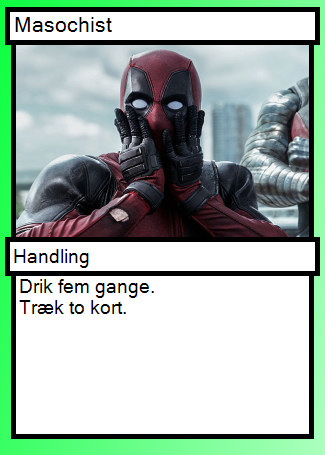 Masochist
Handling
Drik fem gange.
Træk to kort.